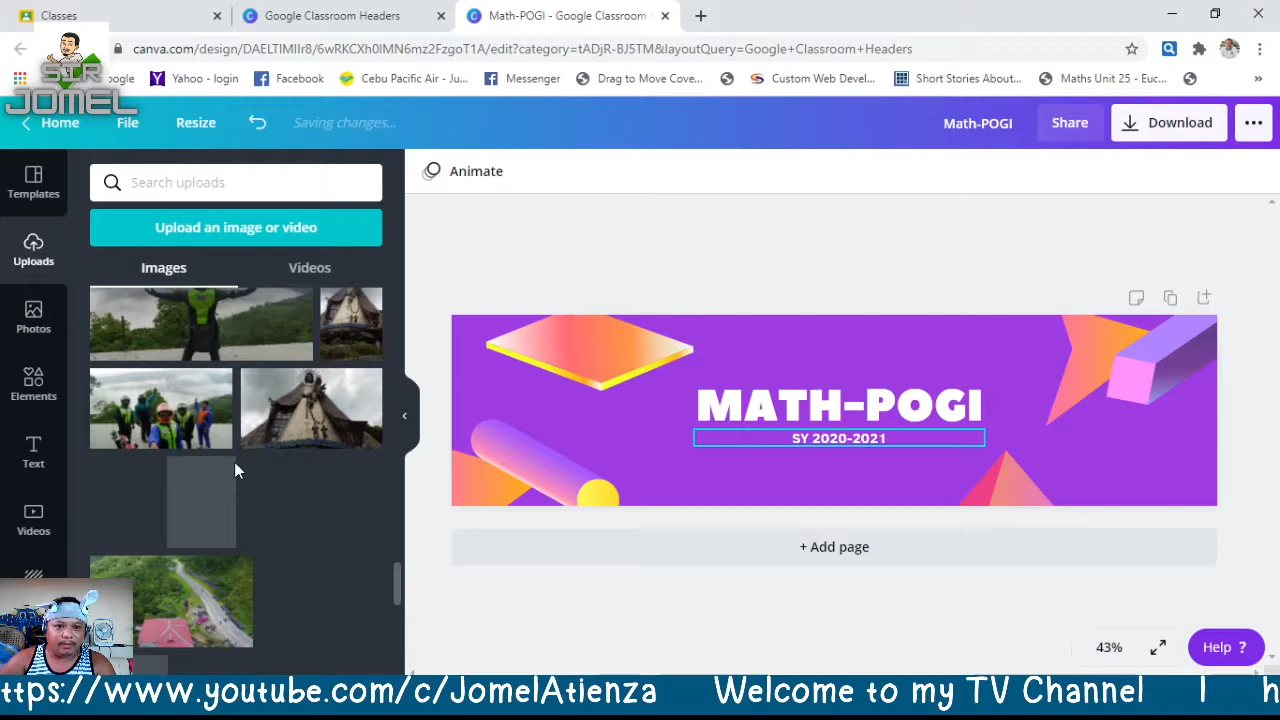 Classes
Google Classroom Headers
Math-POGI - Google Classroom
canva.com/design/DAELTIMIIr8/6wRKCXh0IMN6mz2FzgoT1A/edit?category=tADjR-BJ5TM&layoutQuery=Google+Classroom+Headers
Yahoo - login
Facebook
Cebu Pacific Air - Ju...
Messenger
Drag to Move Cove...
Custom Web Devel...
Short Stories About...
Maths Unit 25 - Euc...
SIR
JOMEL
Home
File
Resize
Saving changes...
Math-POGI
Share
Download
Templates
Uploads
Photos
Elements
Text
Videos
Search uploads
Upload an image or video
Images
Videos
Animate
MATH-POGI
SY 2020-2021
+ Add page
43%
Help ?
ttps://www.youtube.com/c/JomelAtienza Welcome to my TV Channel I h